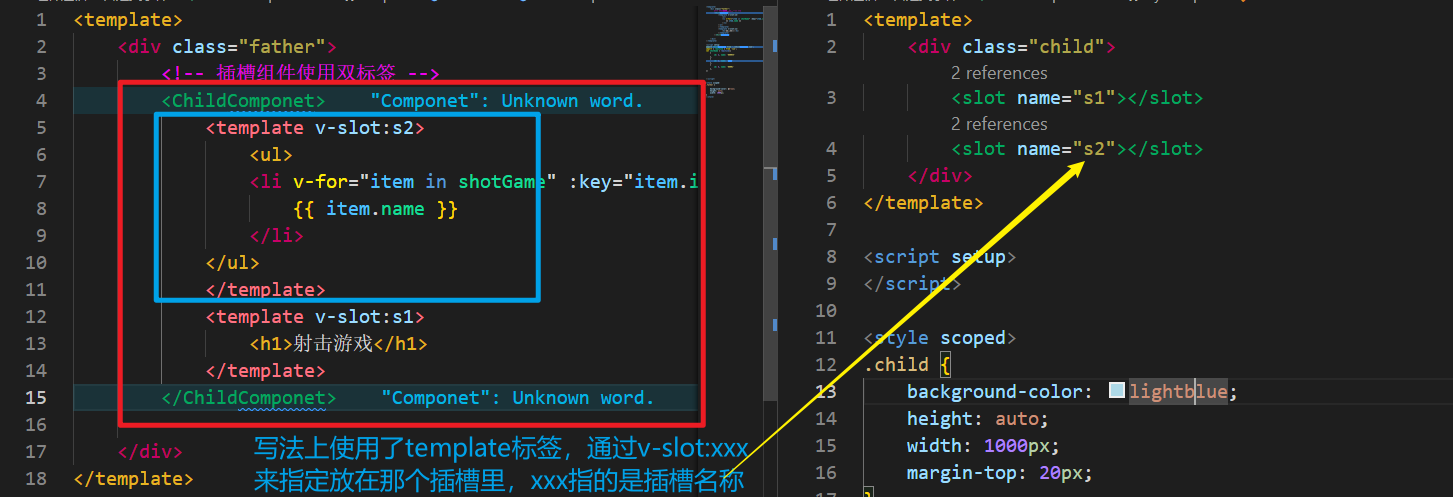 1 <template>
2 <div class="father">
3 <!-- 插槽组件使用双标签 -->
4 <ChildComponet> "Componet": Unknown word.
5 <template v-slot:s2>
6 <ul>
7 <li v-for="item in shotGame" :key="item.i
8 {{ item.name }}
9 </li>
10 </ul>
11 </template>
12 <template v-slot:s1>
13 <h1>射击游戏</h1>
14 </template>
15 </ChildComponet> "Componet": Unknown word.
16
17 </div>
18 </template>
写法上使用了template标签，通过v-slot:xxx
来指定放在那个插槽里，xxx指的是插槽名称
1 <template>
2 <div class="child">
2 references
3 <slot name="s1"></slot>
2 references
4 <slot name="s2"></slot>
5 </div>
6 </template>
7
8 <script setup>
9 </script>
10
11 <style scoped>
12 .child {
13 background-color: lightblue;
14 height: auto;
15 width: 1000px;
16 margin-top: 20px;